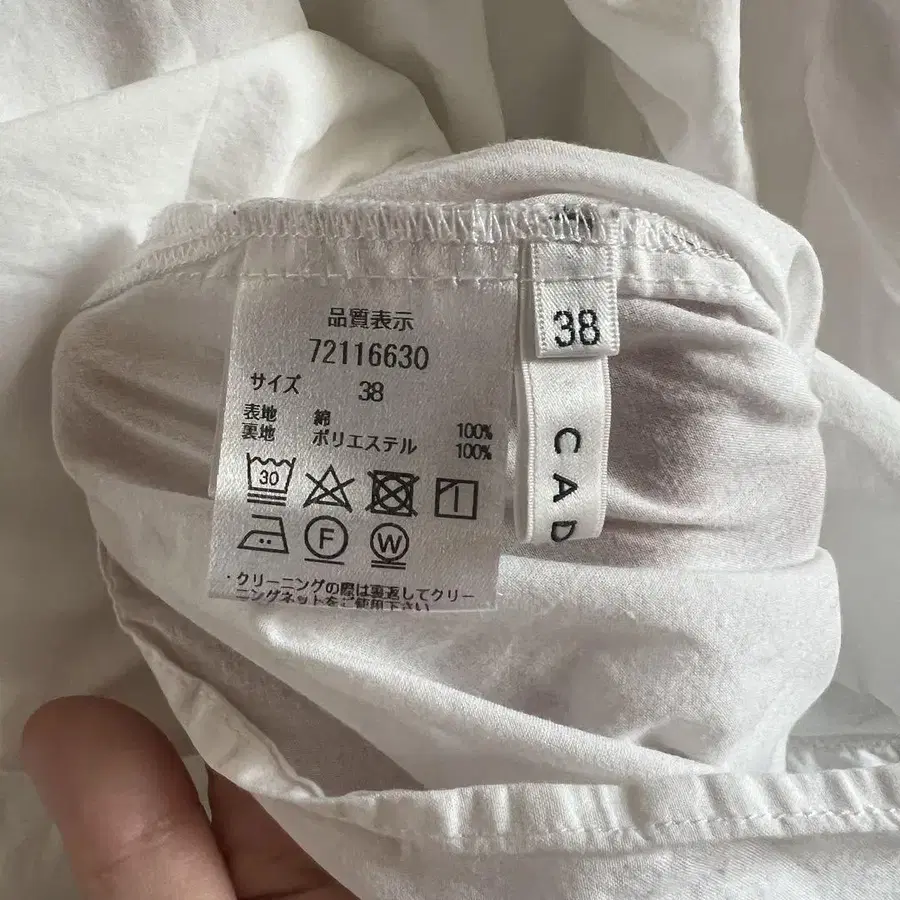 品質表示
72116630
サイズ 38
表地 綿 100%
裏地 ポリエステル 100%
30
F W
・クリーニングの際は裏返してクリー
ニングネットをご使用下さい
38
CAD